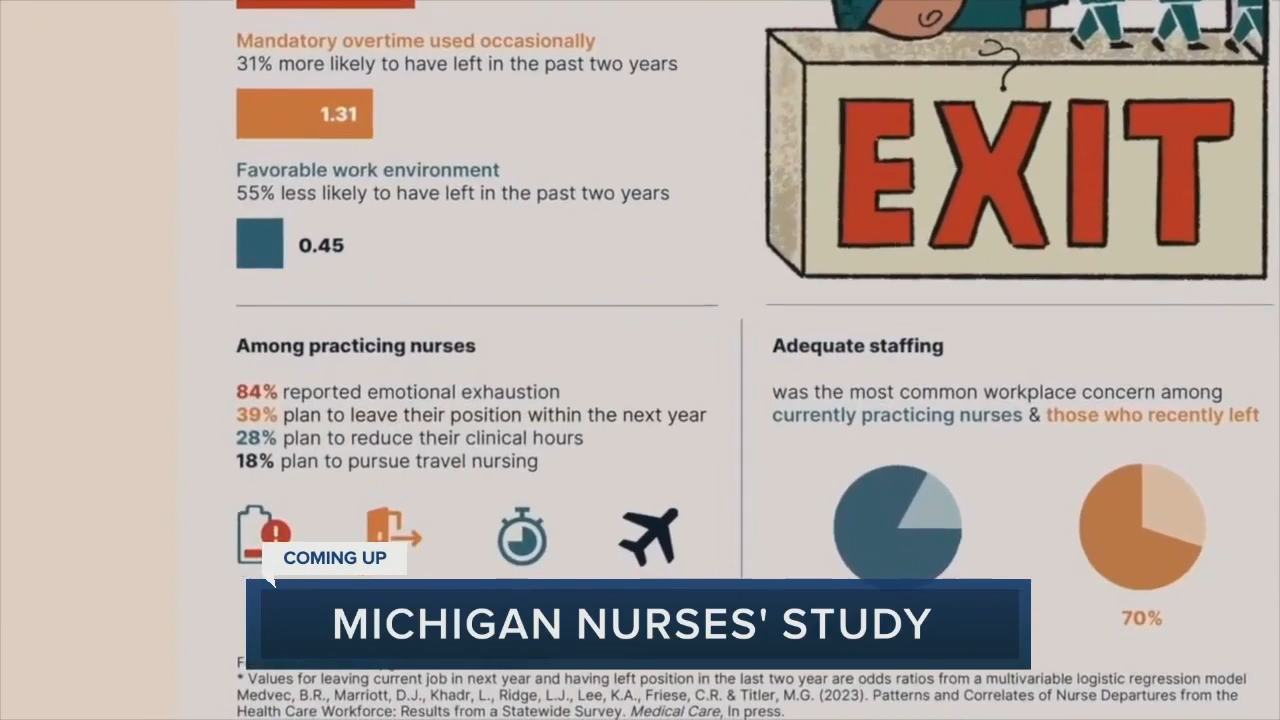 Mandatory overtime used occasionally
31% more likely to have left in the past two years
1.31
Favorable work environment
55% less likely to have left in the past two years
0.45
EXIT
Among practicing nurses
84% reported emotional exhaustion
39% plan to leave their position within the next year
28% plan to reduce their clinical hours
18% plan to pursue travel nursing
Adequate staffing
was the most common workplace concern among
currently practicing nurses & those who recently left
70%
COMING UP
MICHIGAN NURSES' STUDY
* Values for leaving current job in next year and having left position in the last two year are odds ratios from a multivariable logistic regression model
Medvec, B.R., Marriott, D.J., Khadr, L., Ridge, L.J., Lee, K.A., Friese, C.R. & Titler, M.G. (2023). Patterns and Correlates of Nurse Departures from the
Health Care Workforce: Results from a Statewide Survey. Medical Care, In press.